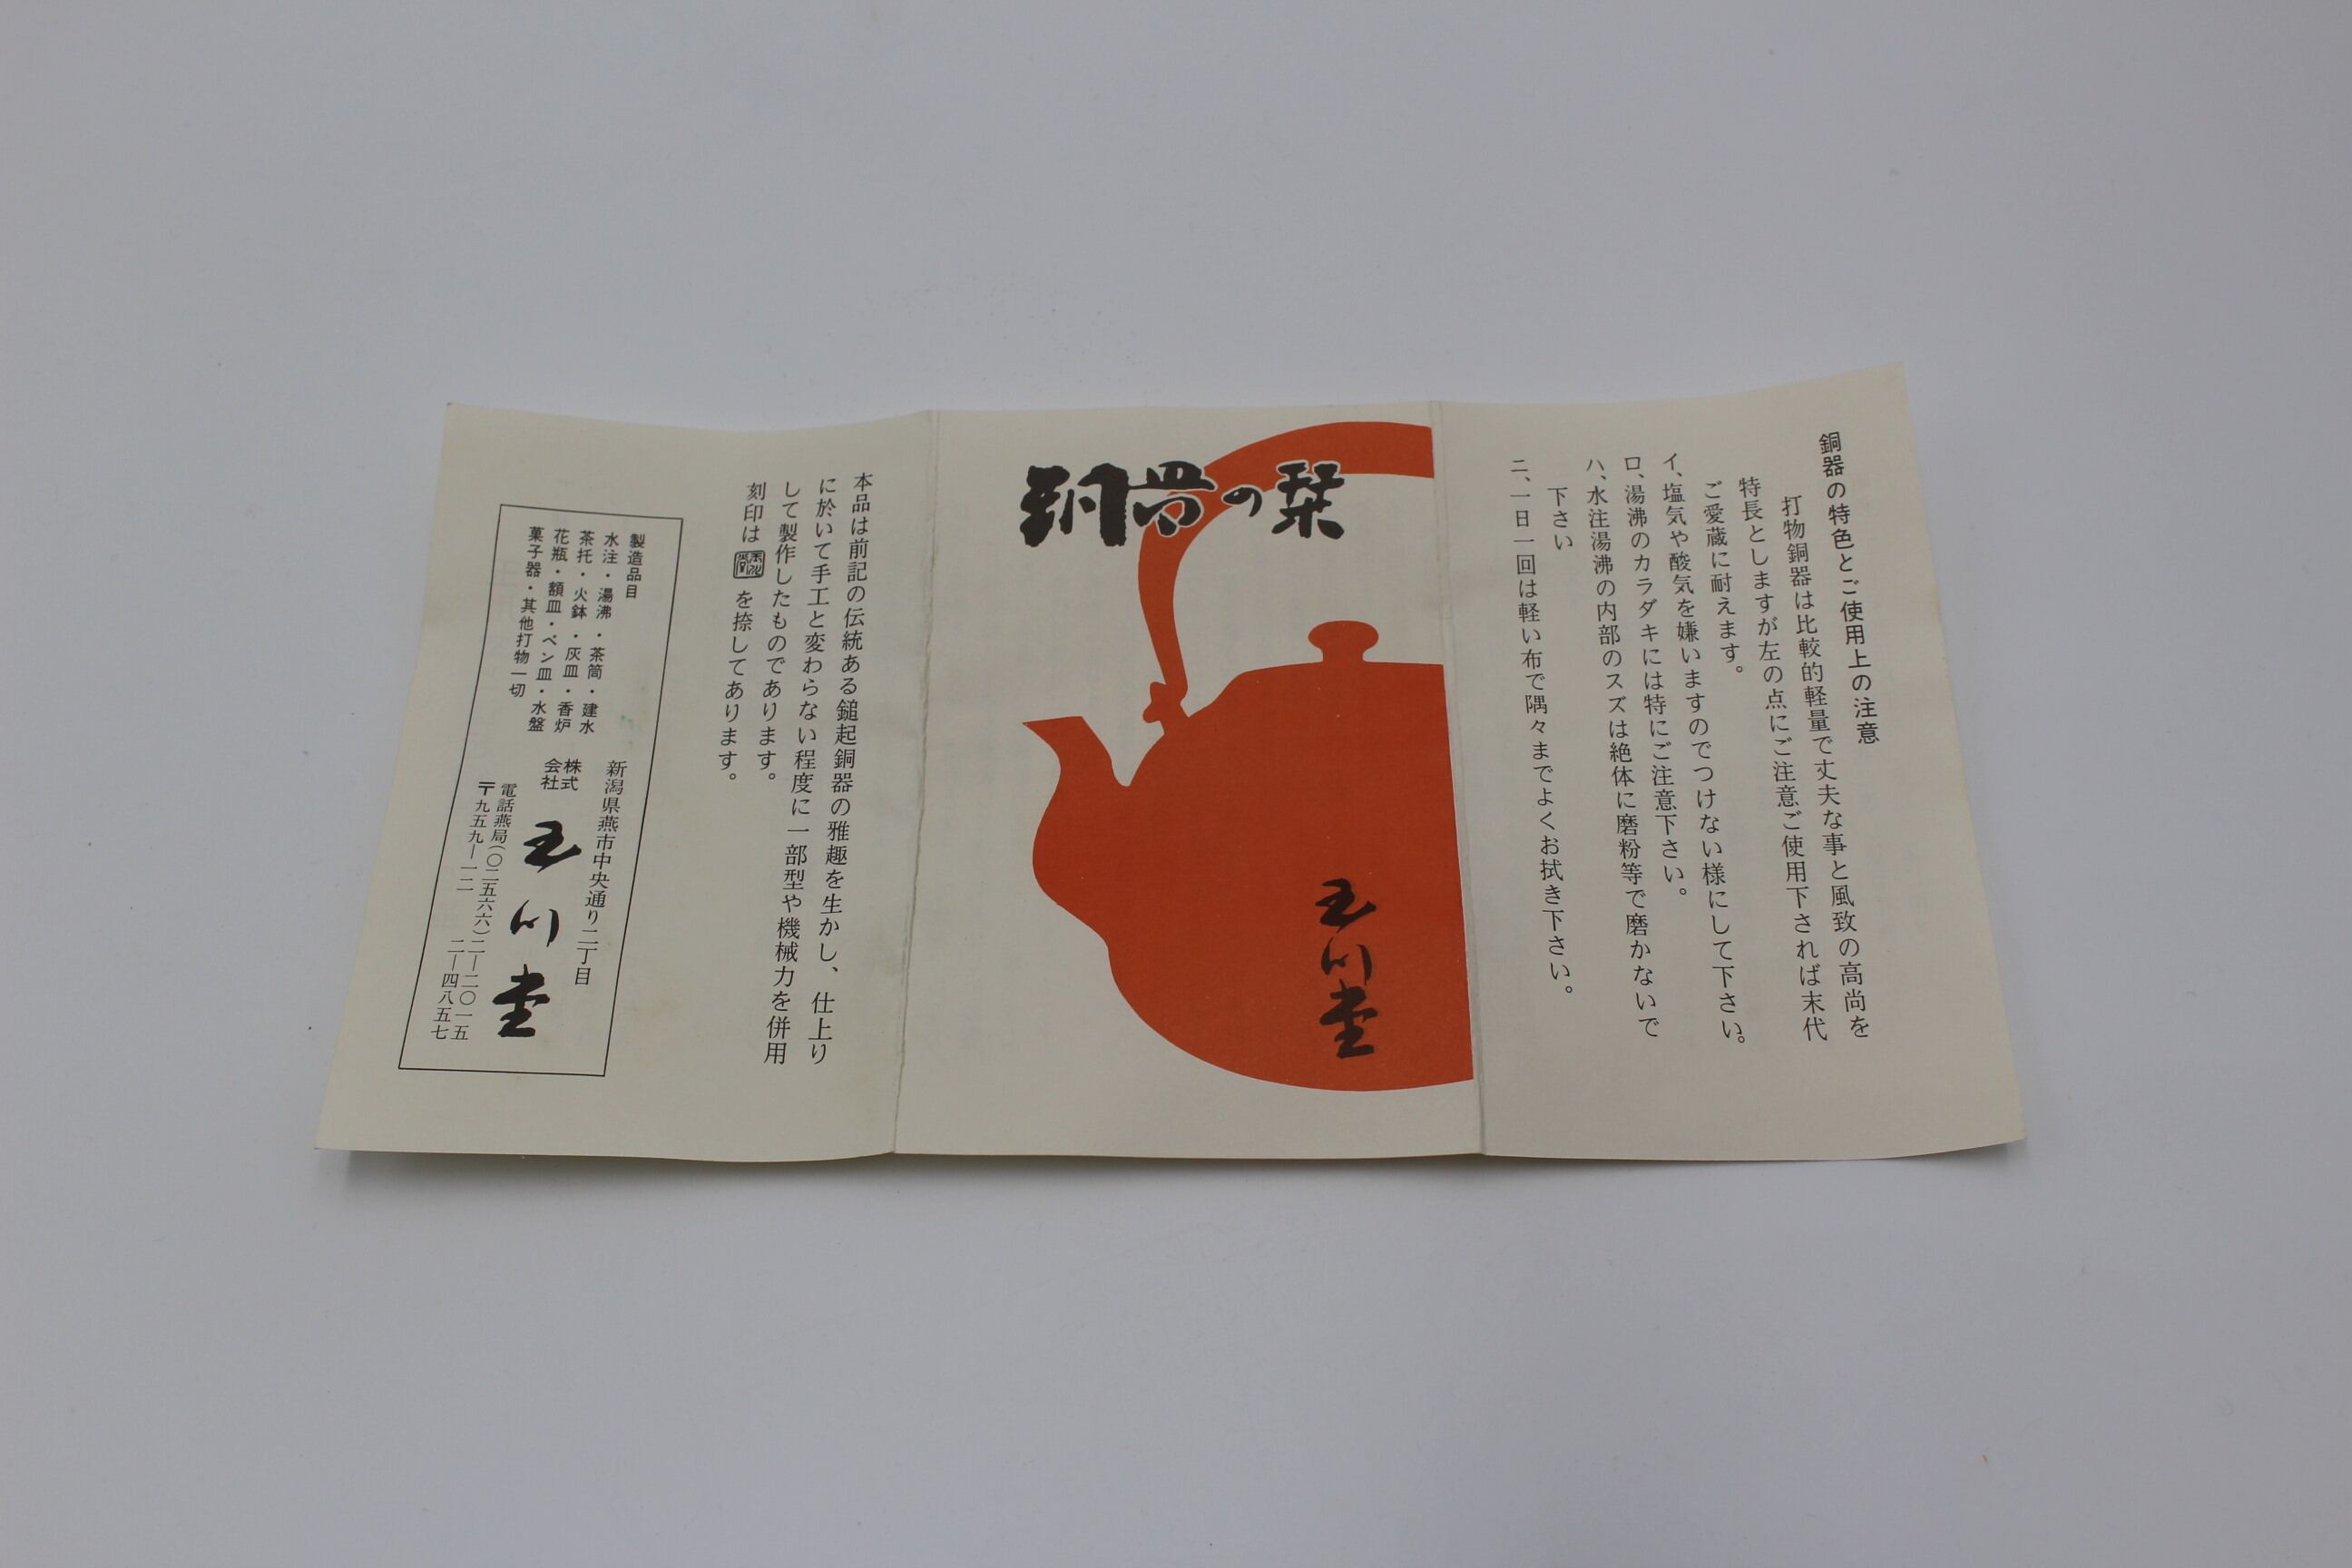 銅器の特色とご使用上の注意
打物銅器は比較的軽量で丈夫な事と風致の高尚を
特長としますが左の点にご注意ご使用下されば末代
ご愛蔵に耐えます。
イ、塩気や酸気を嫌いますのでつけない様にして下さい。
ロ、湯沸のカラダキには特にご注意下さい。
ハ、水注湯沸の内部のスズは絶体に磨粉等で磨かないで
下さい
ニ、一日一回は軽い布で隅々までよくお拭き下さい。
銅器の栞
玉川堂
本品は前記の伝統ある鎚起銅器の雅趣を生かし、仕上り
に於いて手工と変わらない程度に一部型や機械力を併用
して製作したものであります。
刻印は玉川堂を捺してあります。
製造品目
水注・湯沸・茶筒・建水
茶托・火鉢・灰皿・香炉
花瓶・額皿・ペン皿・水盤
菓子器・其他打物一切
新潟県燕市中央通り二丁目
株式会社 玉川堂
電話燕局(〇二五六六)二―二〇一五
二―四八五七
〒九五九―一二